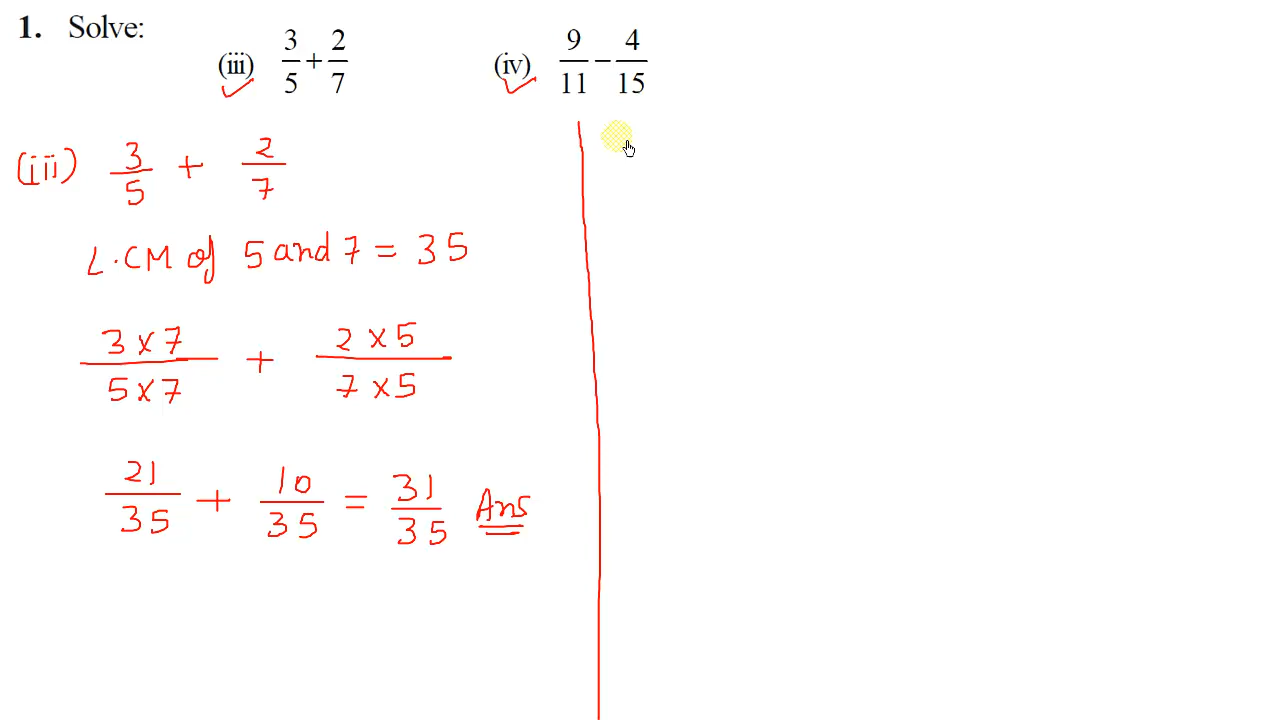 1. Solve:
(iii) 3/5 + 2/7 (iv) 9/11 − 4/15
(iii) 3/5 + 2/7
L.CM of 5 and 7 = 35
3 × 7 / 5 × 7 + 2 × 5 / 7 × 5
21/35 + 10/35 = 31/35 Ans